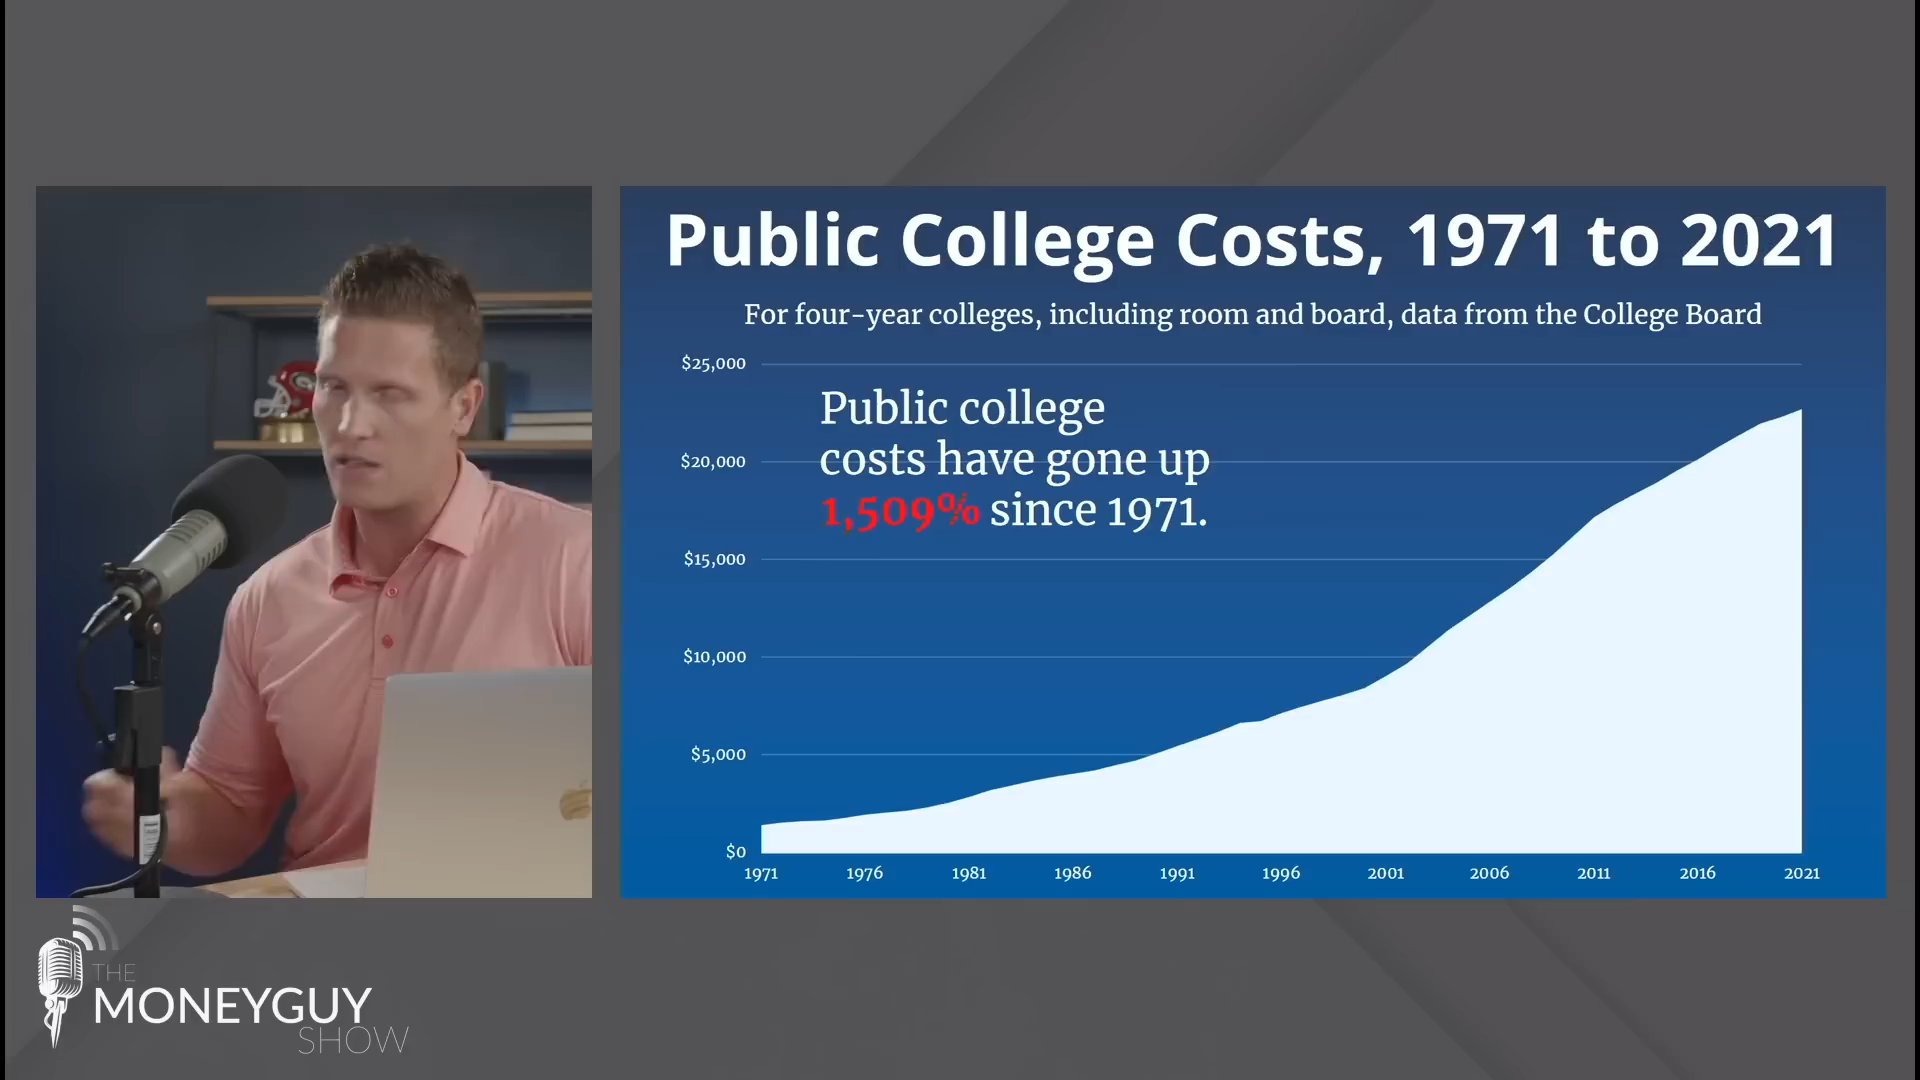 Public College Costs, 1971 to 2021
For four-year colleges, including room and board, data from the College Board
$25,000
Public college
costs have gone up
$20,000
1,509% since 1971.
$15,000
$10,000
$5,000
$0
1971 1976 1981 1986 1991 1996 2001 2006 2011 2016 2021
THE
MONEYGUY
SHOW